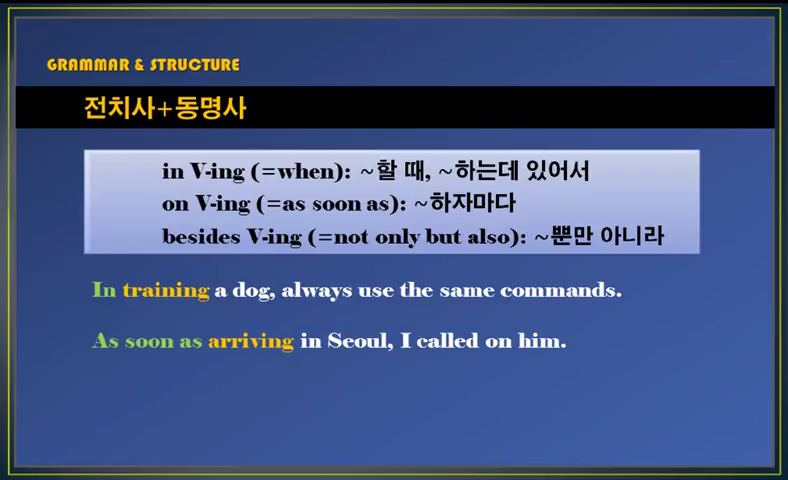 GRAMMAR & STRUCTURE
전치사+동명사
in V-ing (=when): ~할 때, ~하는데 있어서
on V-ing (=as soon as): ~하자마다
besides V-ing (=not only but also): ~뿐만 아니라
In training a dog, always use the same commands.
As soon as arriving in Seoul, I called on him.